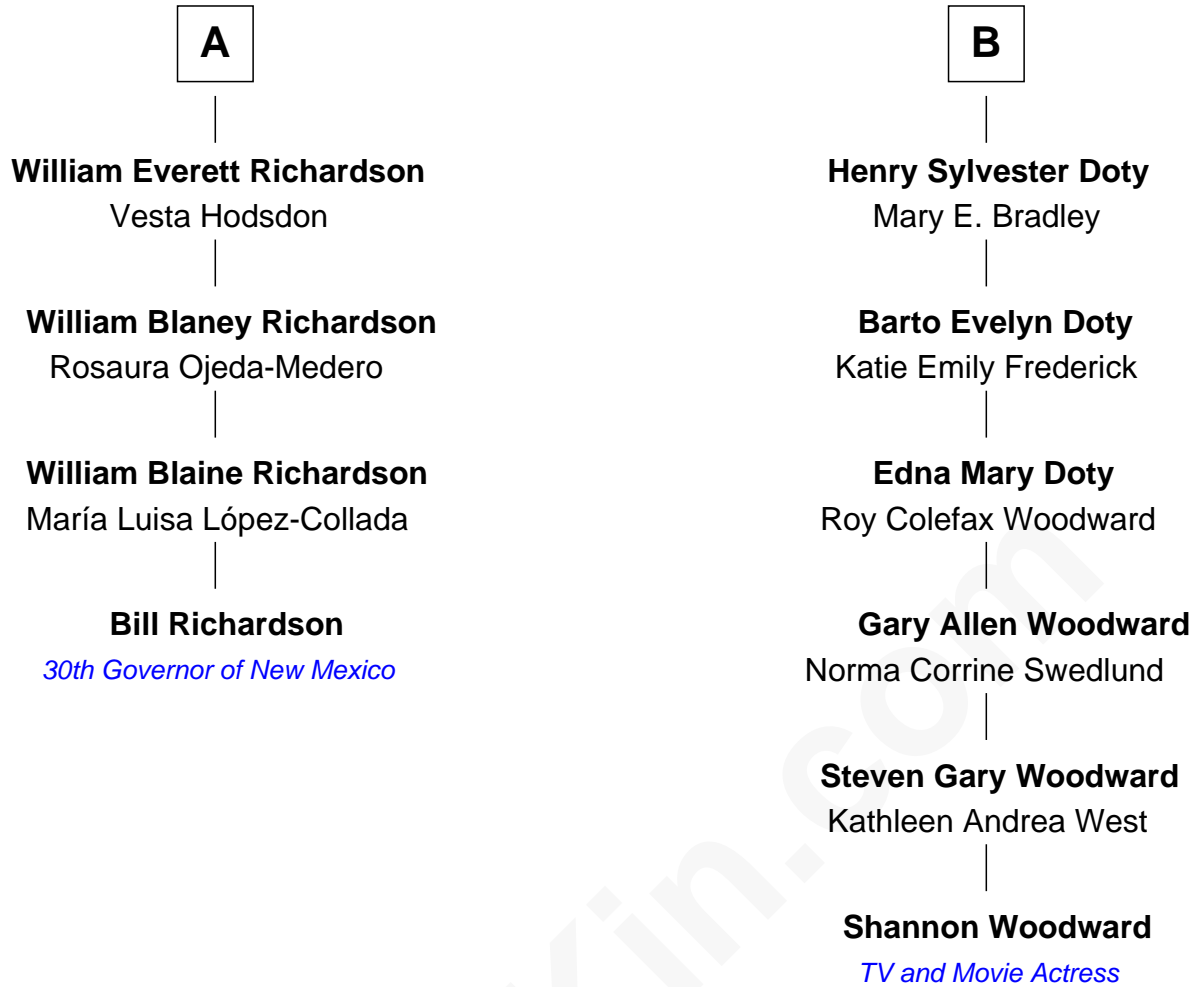 A
William Everett Richardson
Vesta Hodsdon
William Blaney Richardson
Rosaura Ojeda-Medero
William Blaine Richardson
María Luisa López-Collada
Bill Richardson
30th Governor of New Mexico
B
Henry Sylvester Doty
Mary E. Bradley
Barto Evelyn Doty
Katie Emily Frederick
Edna Mary Doty
Roy Colefax Woodward
Gary Allen Woodward
Norma Corrine Swedlund
Steven Gary Woodward
Kathleen Andrea West
Shannon Woodward
TV and Movie Actress
Kin.com